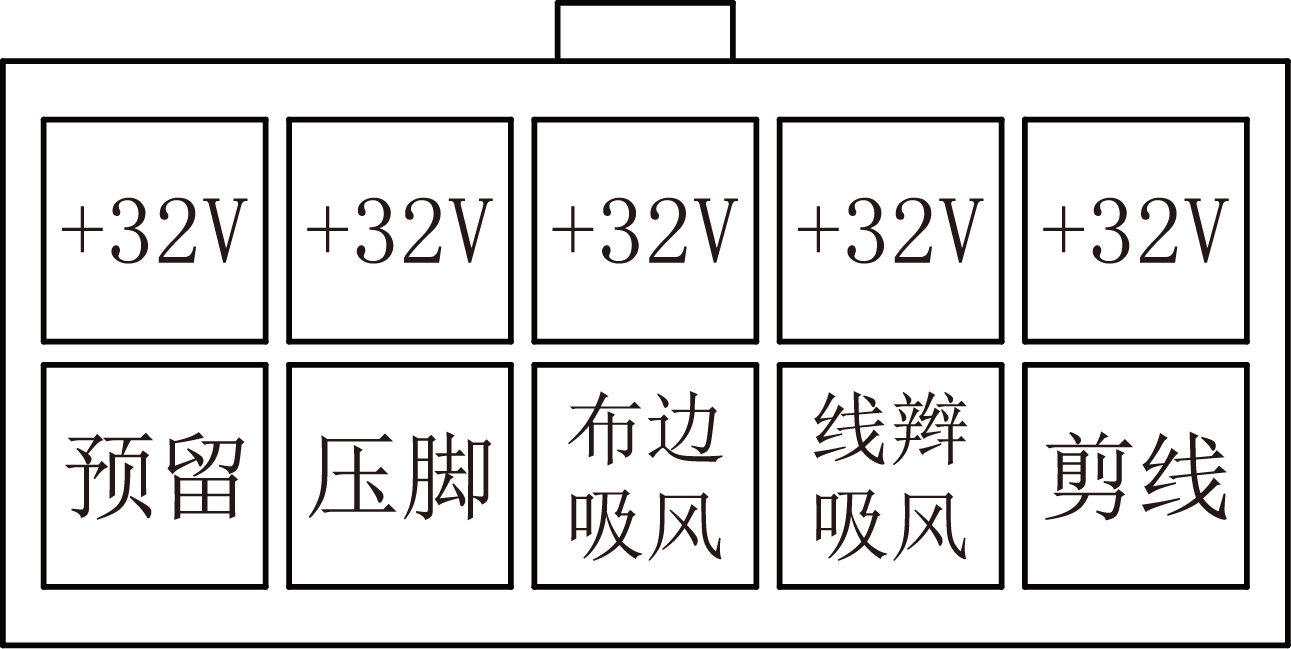 +32V +32V +32V +32V +32V
预留 压脚 布边 线辫 剪线
吸风 吸风